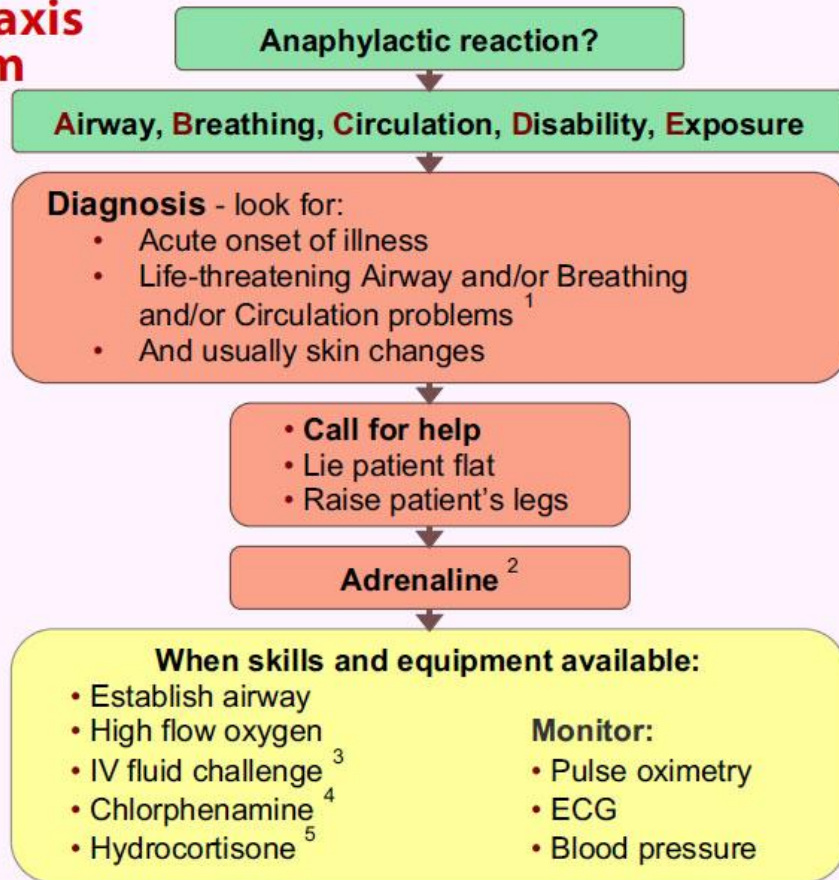 axis
Anaphylactic reaction?
Airway, Breathing, Circulation, Disability, Exposure
Diagnosis - look for:
• Acute onset of illness
• Life-threatening Airway and/or Breathing
and/or Circulation problems 1
• And usually skin changes
• Call for help
• Lie patient flat
• Raise patient’s legs
Adrenaline 2
When skills and equipment available:
• Establish airway
• High flow oxygen
• IV fluid challenge 3
• Chlorphenamine 4
• Hydrocortisone 5
Monitor:
• Pulse oximetry
• ECG
• Blood pressure